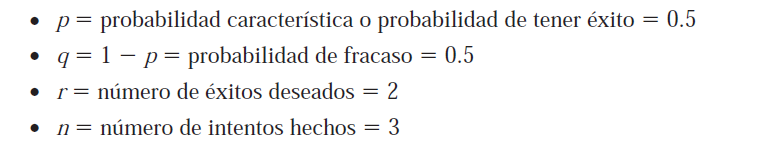 • p = probabilidad característica o probabilidad de tener éxito = 0.5
• q = 1 − p = probabilidad de fracaso = 0.5
• r = número de éxitos deseados = 2
• n = número de intentos hechos = 3